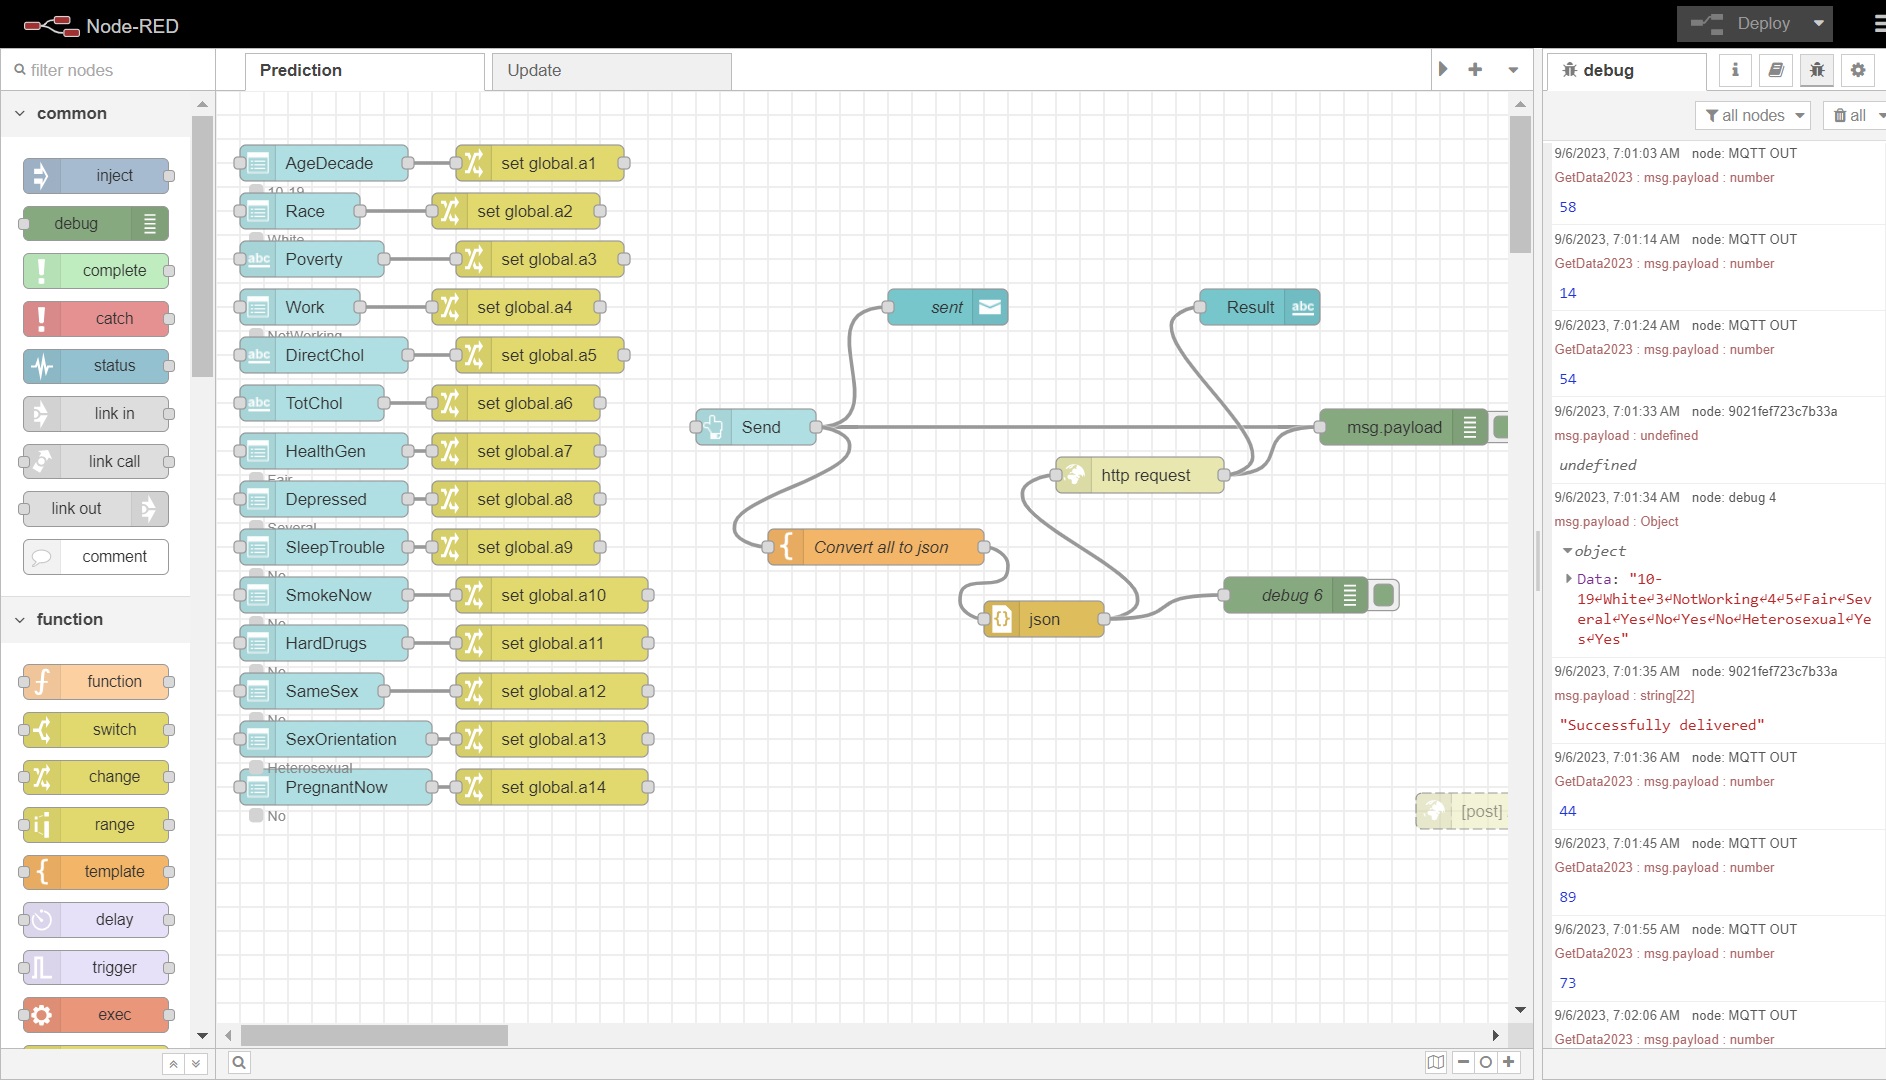 Node-RED
Deploy
filter nodes
Prediction
Update
debug
i
all nodes
all
common
inject
debug
complete
catch
status
link in
link call
link out
comment
function
function
switch
change
range
template
delay
trigger
exec
AgeDecade
set global.a1
10-19
Race
set global.a2
White
abc
Poverty
set global.a3
Work
set global.a4
NotWorking
abc
DirectChol
set global.a5
abc
TotChol
set global.a6
HealthGen
set global.a7
Fair
Depressed
set global.a8
Several
SleepTrouble
set global.a9
No
SmokeNow
set global.a10
No
HardDrugs
set global.a11
No
SameSex
set global.a12
No
SexOrientation
set global.a13
Heterosexual
PregnantNow
set global.a14
No
sent
Result
abc
Send
msg.payload
http request
Convert all to json
json
debug 6
[post]
9/6/2023, 7:01:03 AM node: MQTT OUT
GetData2023 : msg.payload : number
58
9/6/2023, 7:01:14 AM node: MQTT OUT
GetData2023 : msg.payload : number
14
9/6/2023, 7:01:24 AM node: MQTT OUT
GetData2023 : msg.payload : number
54
9/6/2023, 7:01:33 AM node: 9021fef723c7b33a
msg.payload : undefined
undefined
9/6/2023, 7:01:34 AM node: debug 4
msg.payload : Object
object
Data: "10-
19↵White↵3↵NotWorking↵4↵5↵Fair↵Sev
eral↵Yes↵No↵Yes↵No↵Heterosexual↵Ye
s↵Yes"
9/6/2023, 7:01:35 AM node: 9021fef723c7b33a
msg.payload : string[22]
"Successfully delivered"
9/6/2023, 7:01:36 AM node: MQTT OUT
GetData2023 : msg.payload : number
44
9/6/2023, 7:01:45 AM node: MQTT OUT
GetData2023 : msg.payload : number
89
9/6/2023, 7:01:55 AM node: MQTT OUT
GetData2023 : msg.payload : number
73
9/6/2023, 7:02:06 AM node: MQTT OUT
GetData2023 : msg.payload : number